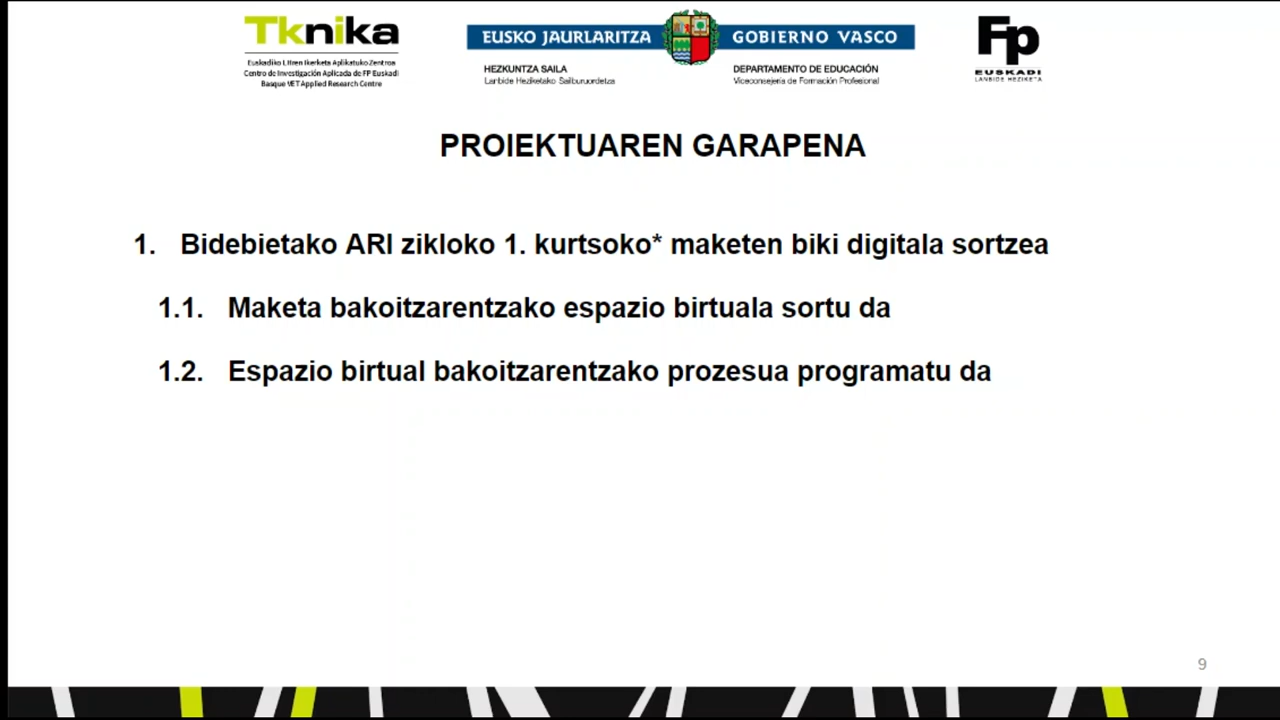 Tknika
Euskadiko LHren Ikerketa Aplikatuko Zentroa
Centro de Investigación Aplicada de FP Euskadi
Basque VET Applied Research Centre
EUSKO JAURLARITZA
GOBIERNO VASCO
HEZKUNTZA SAILA
Lanbide Heziketako Sailburuordetza
DEPARTAMENTO DE EDUCACIÓN
Viceconsejería de Formación Profesional
Fp
EUSKADI
LANBIDE HEZIKETA
PROIEKTUAREN GARAPENA
1. Bidebietako ARI zikloko 1. kurtsoko* maketen biki digitala sortzea
1.1. Maketa bakoitzarentzako espazio birtuala sortu da
1.2. Espazio birtual bakoitzarentzako prozesua programatu da
9